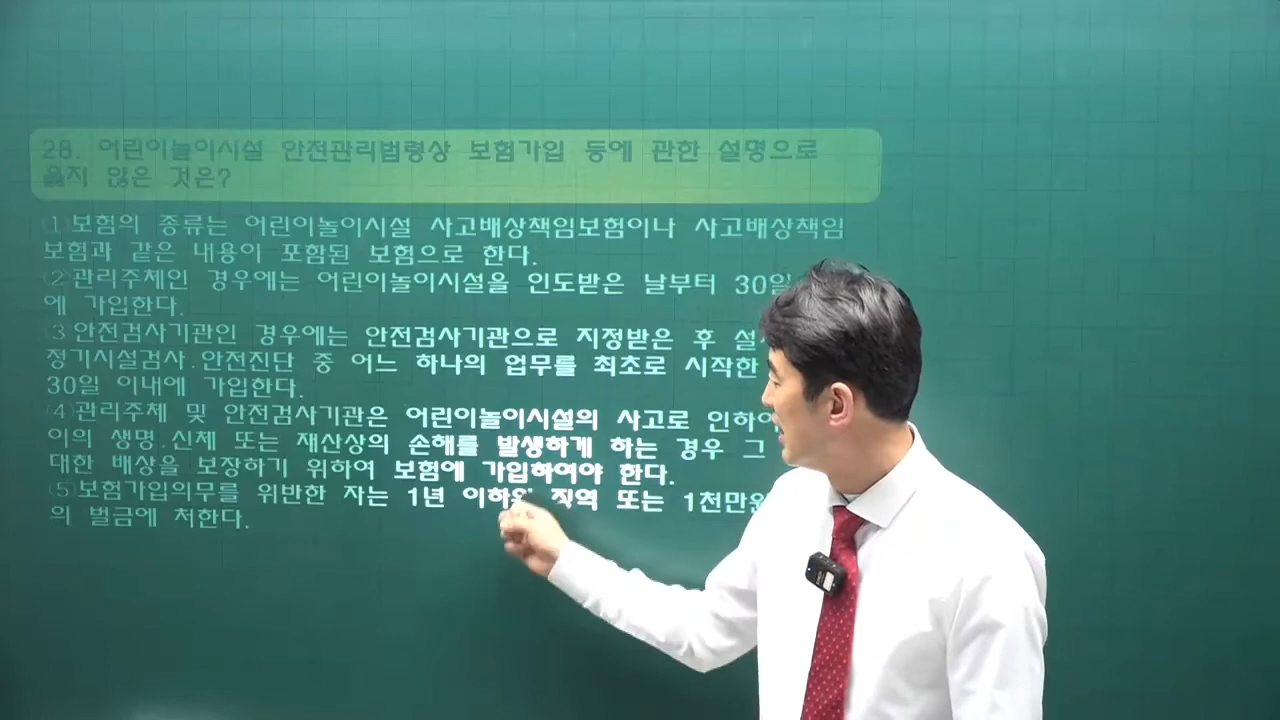 28. 어린이놀이시설 안전관리법령상 보험가입 등에 관한 설명으로
옳지 않은 것은?
(1)보험의 종류는 어린이놀이시설 사고배상책임보험이나 사고배상책임
보험과 같은 내용이 포함된 보험으로 한다.
(2)관리주체인 경우에는 어린이놀이시설을 인도받은 날부터 30일
에 가입한다.
(3)안전검사기관인 경우에는 안전검사기관으로 지정받은 후 설
정기시설검사.안전진단 중 어느 하나의 업무를 최초로 시작한
30일 이내에 가입한다.
(4)관리주체 및 안전검사기관은 어린이놀이시설의 사고로 인하여
이의 생명.신체 또는 재산상의 손해를 발생하게 하는 경우 그
대한 배상을 보장하기 위하여 보험에 가입하여야 한다.
(5)보험가입의무를 위반한 자는 1년 이하의 징역 또는 1천만원
의 벌금에 처한다.